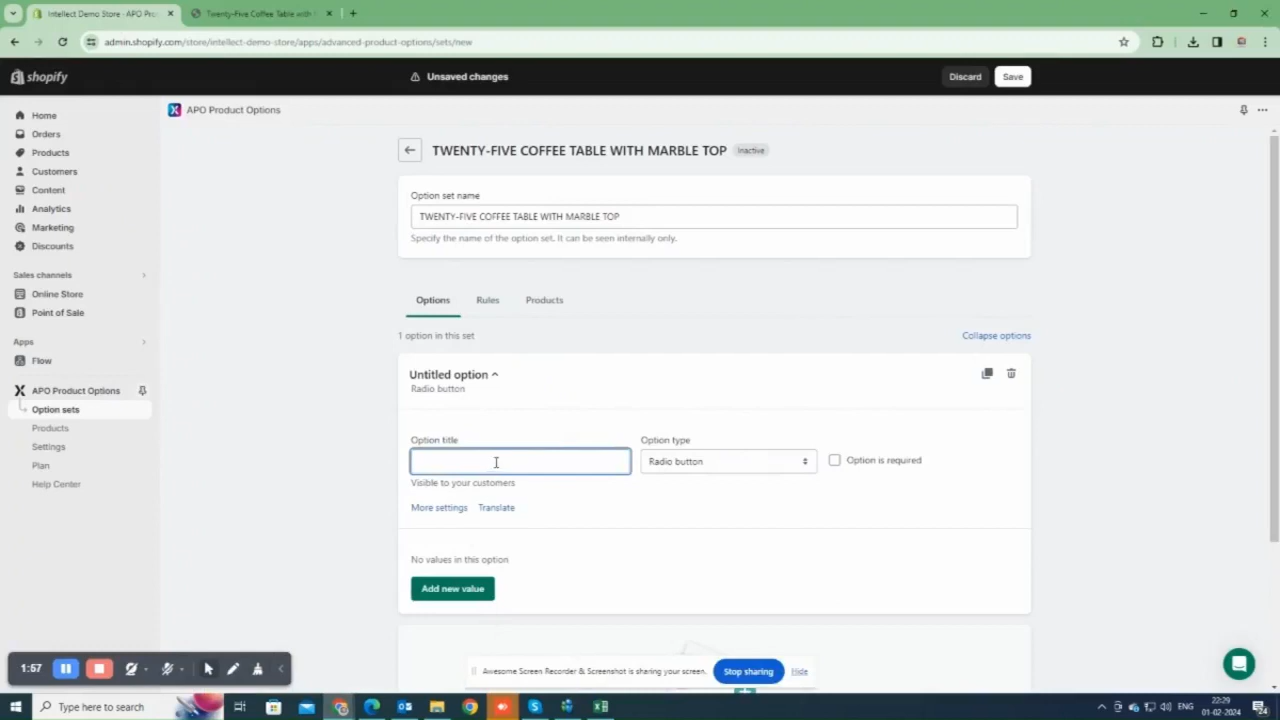 Intellect Demo Store - APO Pro
Twenty-Five Coffee Table with
admin.shopify.com/store/intellect-demo-store/apps/advanced-product-options/sets/new
shopify
Unsaved changes
Discard
Save
Home
Orders
Products
Customers
Content
Analytics
Marketing
Discounts
Sales channels
Online Store
Point of Sale
Apps
Flow
APO Product Options
Option sets
Products
Settings
Plan
Help Center
APO Product Options
TWENTY-FIVE COFFEE TABLE WITH MARBLE TOP
Inactive
Option set name
TWENTY-FIVE COFFEE TABLE WITH MARBLE TOP
Specify the name of the option set. It can be seen internally only.
Options
Rules
Products
1 option in this set
Collapse options
Untitled option
Radio button
Option title
Option type
Radio button
Option is required
Visible to your customers
More settings
Translate
No values in this option
Add new value
1:57
Awesome Screen Recorder & Screenshot is sharing your screen.
Stop sharing
Hide
Type here to search
ENG
22:29
01-02-2024
24